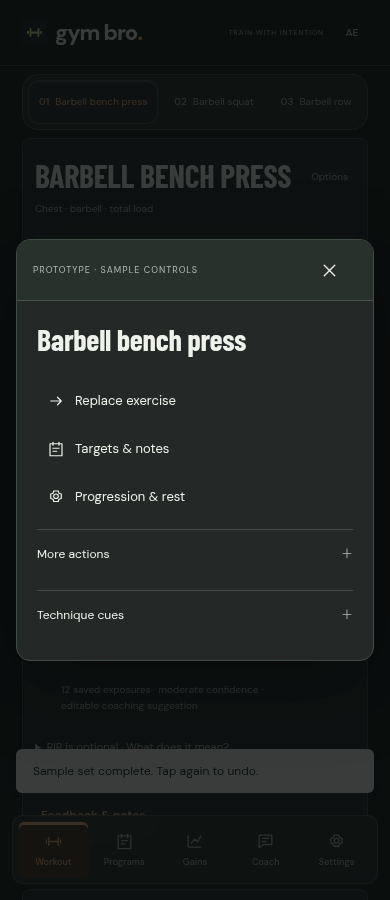 gym bro.
TRAIN WITH INTENTION
AE
01 Barbell bench press
02 Barbell squat
03 Barbell row
BARBELL BENCH PRESS
Options
Chest · barbell · total load
PROTOTYPE · SAMPLE CONTROLS
Barbell bench press
Replace exercise
Targets & notes
Progression & rest
More actions
Technique cues
12 saved exposures · moderate confidence ·
editable coaching suggestion
RIR is optional · What does it mean?
Sample set complete. Tap again to undo.
Feedback & notes
Workout
Programs
Gains
Coach
Settings